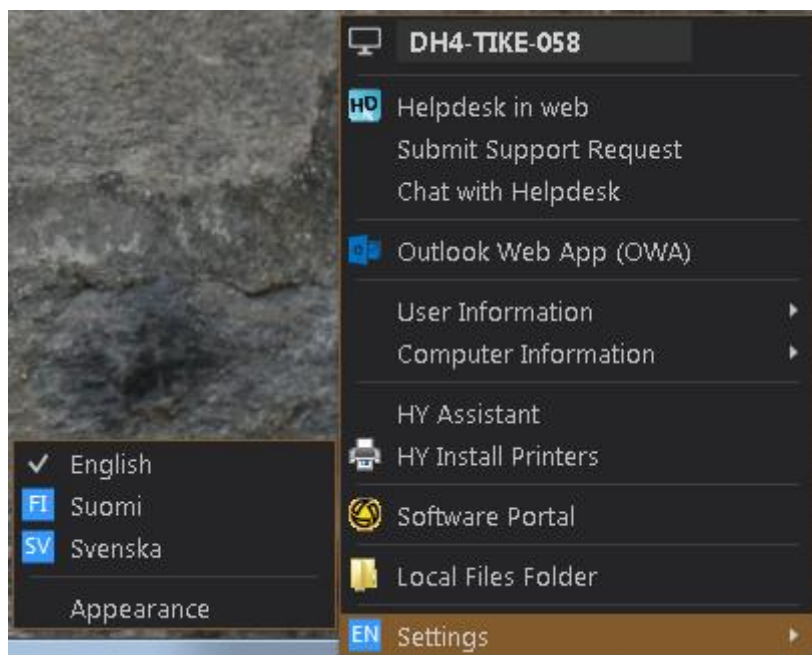 DH4-TIKE-058
HD Helpdesk in web
Submit Support Request
Chat with Helpdesk
Outlook Web App (OWA)
User Information
Computer Information
HY Assistant
HY Install Printers
Software Portal
Local Files Folder
EN Settings
English
FI Suomi
SV Svenska
Appearance